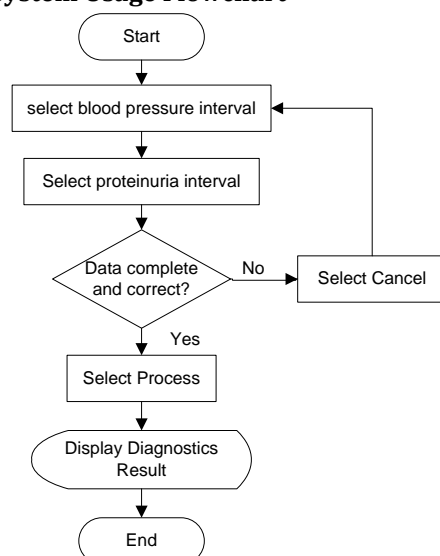 System Usage Flowchart
Start
select blood pressure interval
Select proteinuria interval
Data complete
and correct?
No
Select Cancel
Yes
Select Process
Display Diagnostics
Result
End